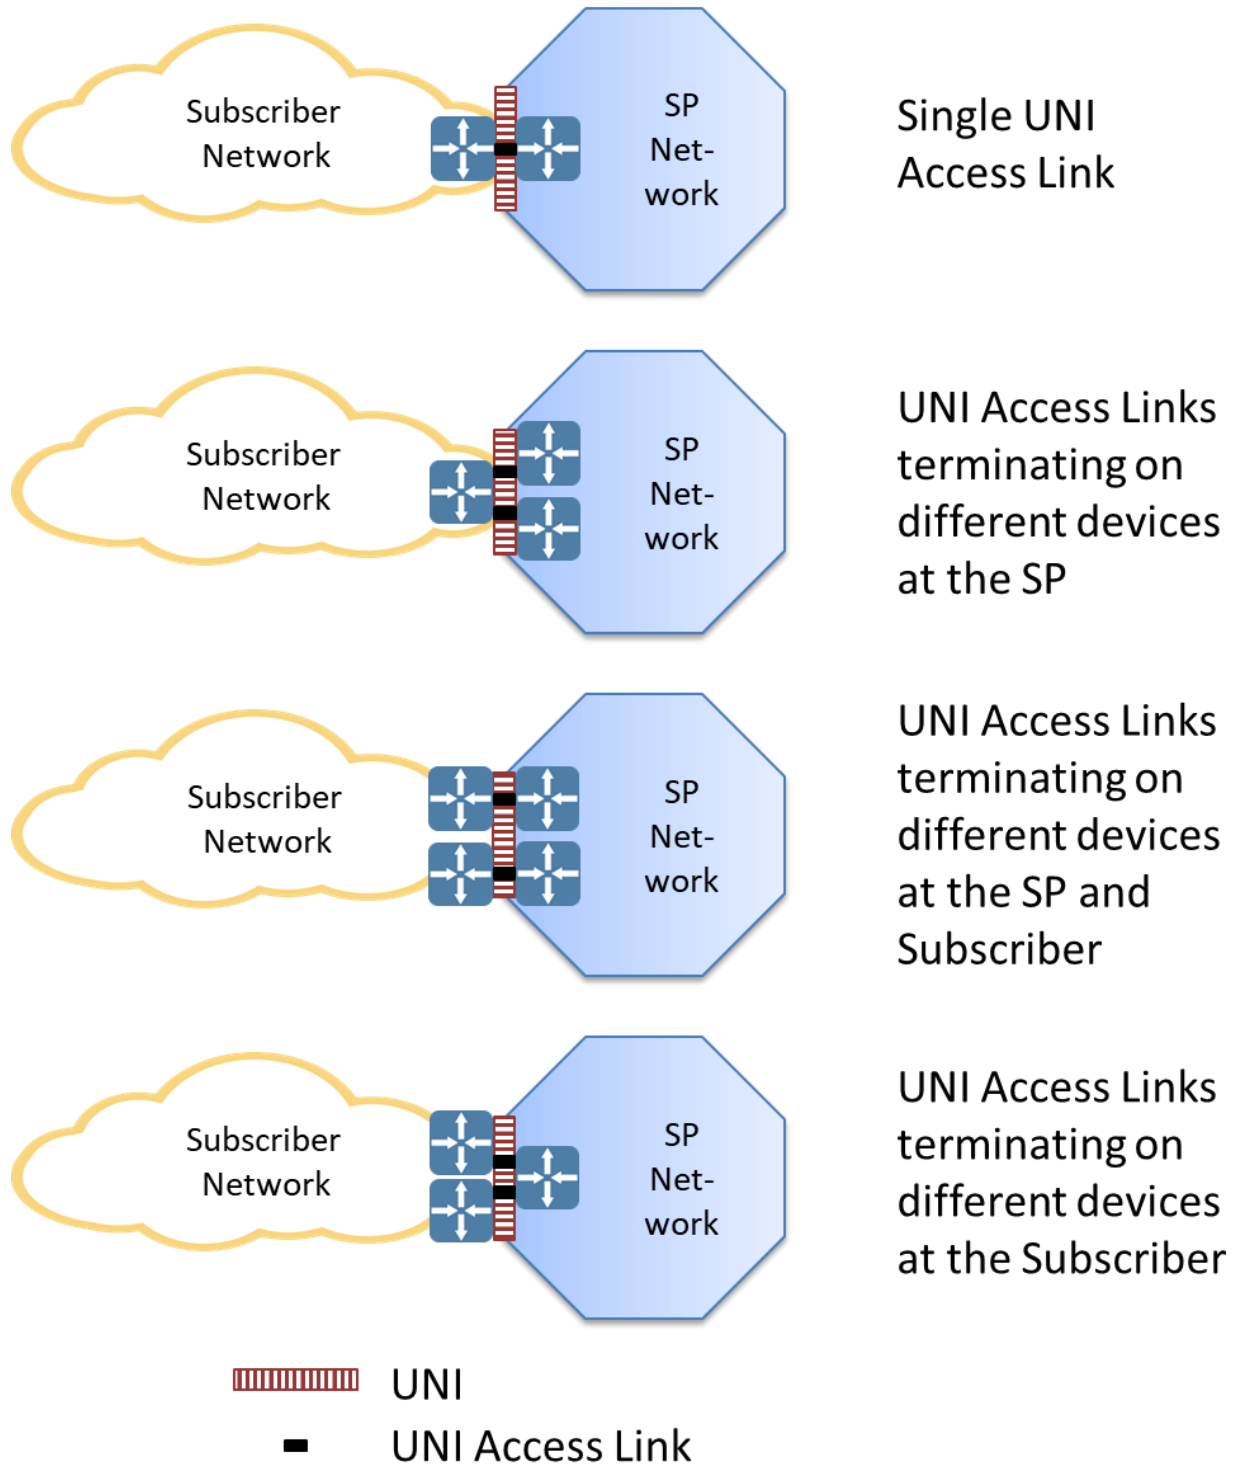 Subscriber
Network
SP
Net-
work
Single UNI
Access Link
Subscriber
Network
SP
Net-
work
UNI Access Links
terminating on
different devices
at the SP
Subscriber
Network
SP
Net-
work
UNI Access Links
terminating on
different devices
at the SP and
Subscriber
Subscriber
Network
SP
Net-
work
UNI Access Links
terminating on
different devices
at the Subscriber
UNI
UNI Access Link